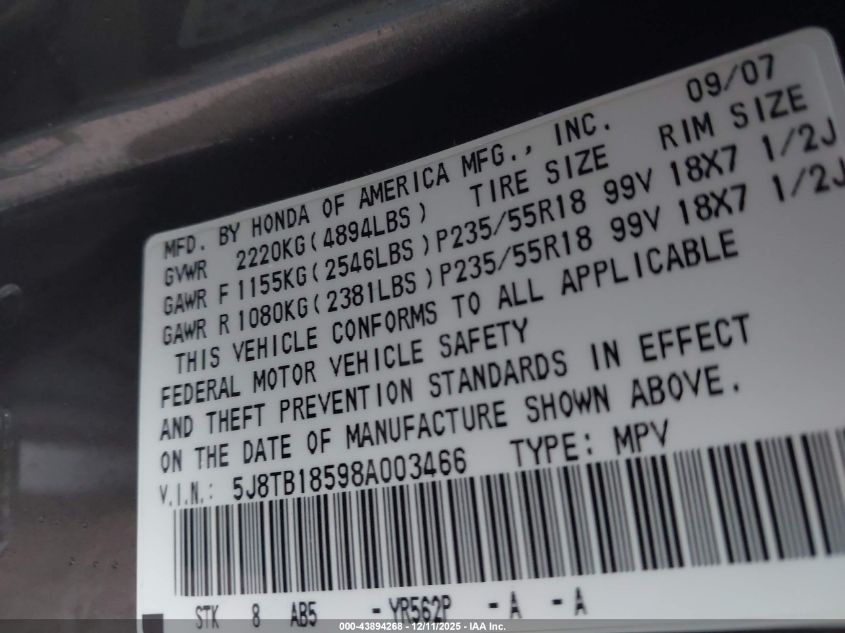 09/07
MFD. BY HONDA OF AMERICA MFG., INC.
GVWR 2220KG(4894LBS) TIRE SIZE RIM SIZE
GAWR F 1155KG(2546LBS)P235/55R18 99V 18X7 1/2J
GAWR R 1080KG(2381LBS)P235/55R18 99V 18X7 1/2J
THIS VEHICLE CONFORMS TO ALL APPLICABLE
FEDERAL MOTOR VEHICLE SAFETY
AND THEFT PREVENTION STANDARDS IN EFFECT
ON THE DATE OF MANUFACTURE SHOWN ABOVE.
V.I.N.: 5J8TB18598A003466 TYPE: MPV
STK 8 AB5 -YR562P -A -A
000-43894268 - 12/11/2025 - IAA Inc.